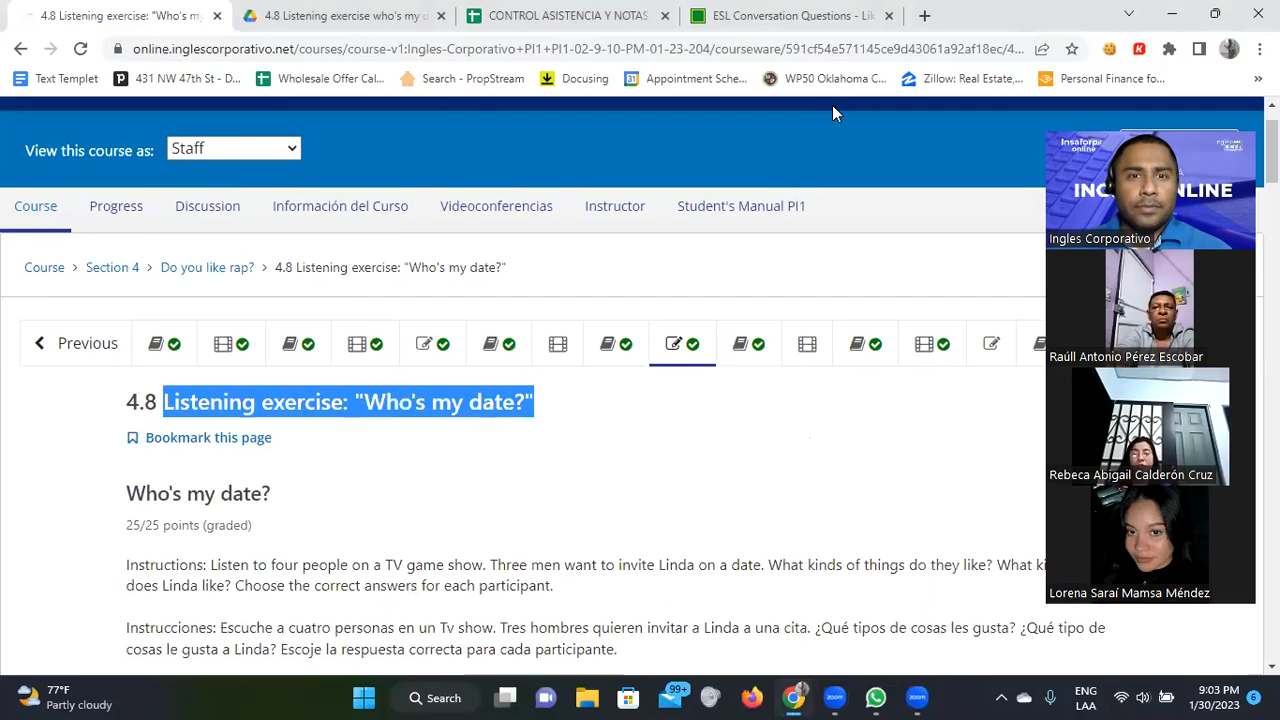 4.8 Listening exercise: "Who's my
4.8 Listening exercise who's my d
CONTROL ASISTENCIA Y NOTAS
ESL Conversation Questions - Lik
online.inglescorporativo.net/courses/course-v1:Ingles-Corporativo+PI1+PI1-02-9-10-PM-01-23-204/courseware/591cf54e571145ce9d43061a92af18ec/4...
Text Templet
431 NW 47th St - D...
Wholesale Offer Cal...
Search - PropStream
Docusing
Appointment Sche...
WP50 Oklahoma C...
Zillow: Real Estate,...
Personal Finance fo...
View this course as:
Staff
Course
Progress
Discussion
Información del Curso
Videoconferencias
Instructor
Student's Manual PI1
Course > Section 4 > Do you like rap? > 4.8 Listening exercise: "Who's my date?"
Previous
4.8 Listening exercise: "Who's my date?"
Bookmark this page
Who's my date?
25/25 points (graded)
Instructions: Listen to four people on a TV game show. Three men want to invite Linda on a date. What kinds of things do they like? What ki
does Linda like? Choose the correct answers for each participant.
Instrucciones: Escuche a cuatro personas en un Tv show. Tres hombres quieren invitar a Linda a una cita. ¿Qué tipos de cosas les gusta? ¿Qué tipo de
cosas le gusta a Linda? Escoje la respuesta correcta para cada participante.
Insaforp
online
ONLINE
Ingles Corporativo
Raúll Antonio Pérez Escobar
Rebeca Abigail Calderón Cruz
Lorena Saraí Mamsa Méndez
77°F
Partly cloudy
Search
99+
ENG
LAA
9:03 PM
1/30/2023
6